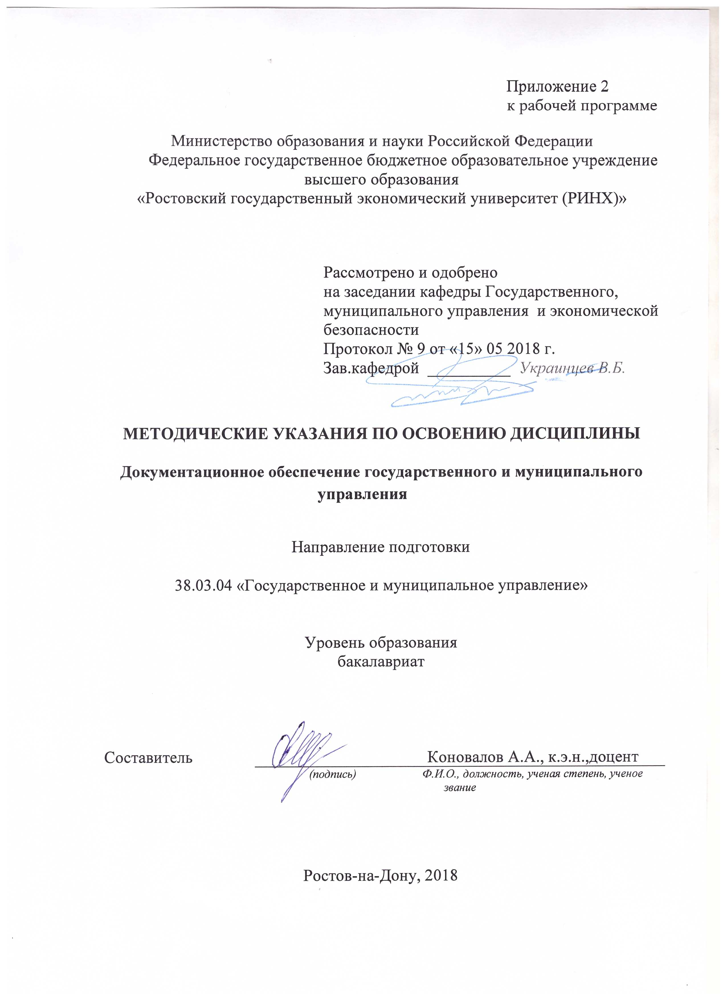 Приложение 2
к рабочей программе
Министерство образования и науки Российской Федерации
Федеральное государственное бюджетное образовательное учреждение
высшего образования
«Ростовский государственный экономический университет (РИНХ)»
Рассмотрено и одобрено
на заседании кафедры Государственного,
муниципального управления и экономической
безопасности
Протокол № 9 от «15» 05 2018 г.
Зав.кафедрой __________ Украинцев В.Б.
МЕТОДИЧЕСКИЕ УКАЗАНИЯ ПО ОСВОЕНИЮ ДИСЦИПЛИНЫ
Документационное обеспечение государственного и муниципального
управления
Направление подготовки
38.03.04 «Государственное и муниципальное управление»
Уровень образования
бакалавриат
Составитель Коновалов А.А., к.э.н.,доцент
(подпись) Ф.И.О., должность, ученая степень, ученое
звание
Ростов-на-Дону, 2018